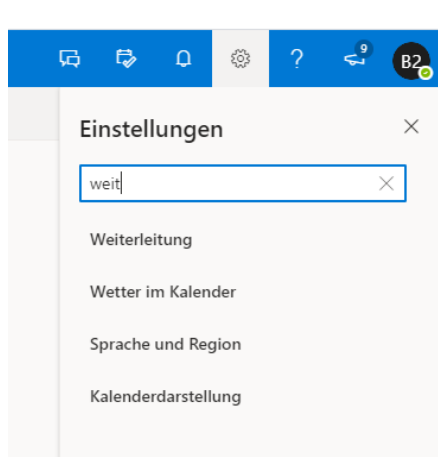 9
B2
Einstellungen
weit
Weiterleitung
Wetter im Kalender
Sprache und Region
Kalenderdarstellung